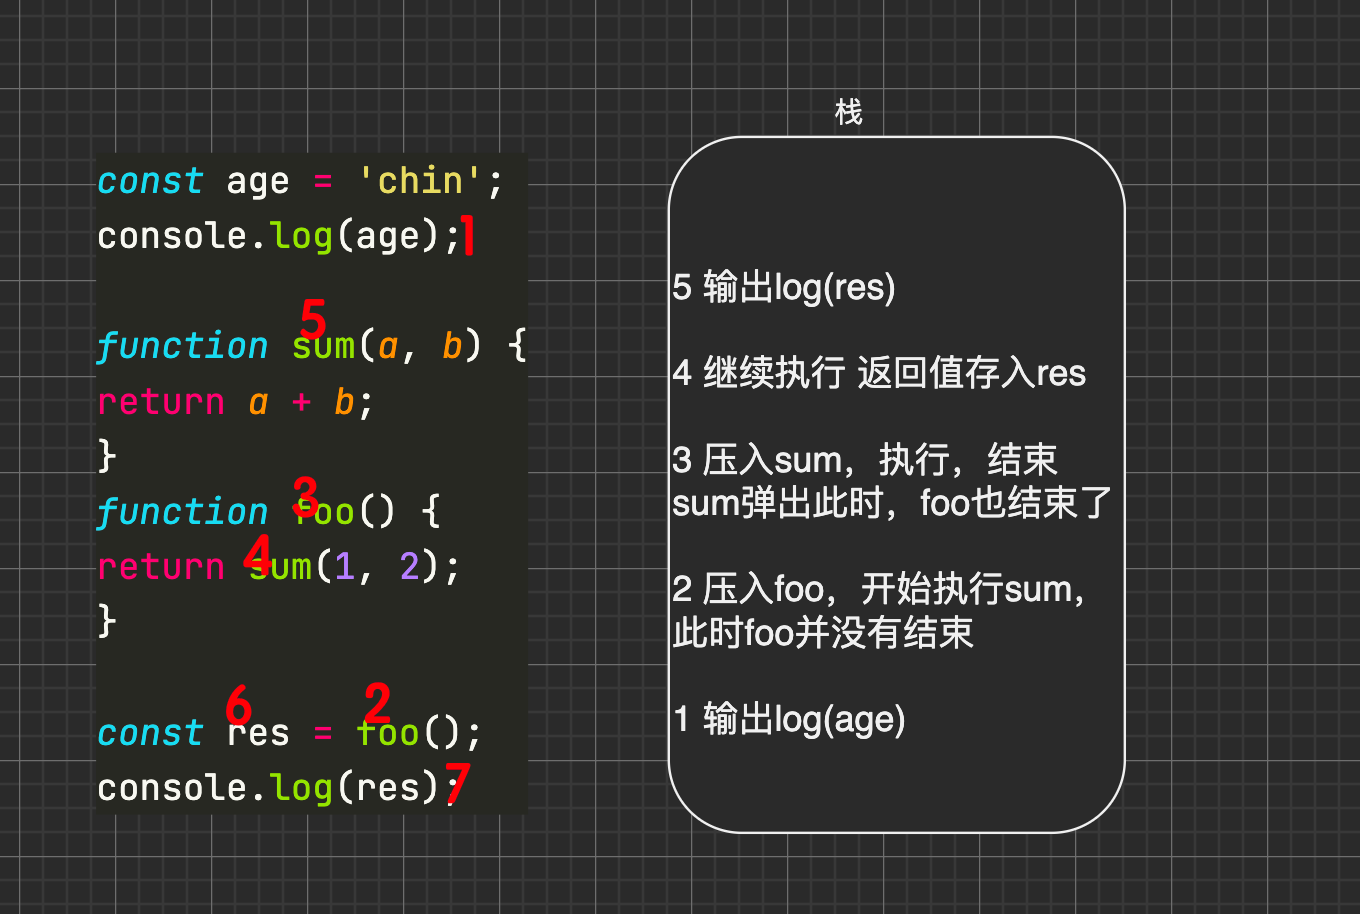 栈
const age = 'chin';
console.log(age);1
5
function sum(a, b) {
return a + b;
}
3
function foo() {
4
return sum(1, 2);
}
6 2
const res = foo();
console.log(res);7
5 输出log(res)
4 继续执行 返回值存入res
3 压入sum，执行，结束
sum弹出此时，foo也结束了
2 压入foo，开始执行sum，
此时foo并没有结束
1 输出log(age)